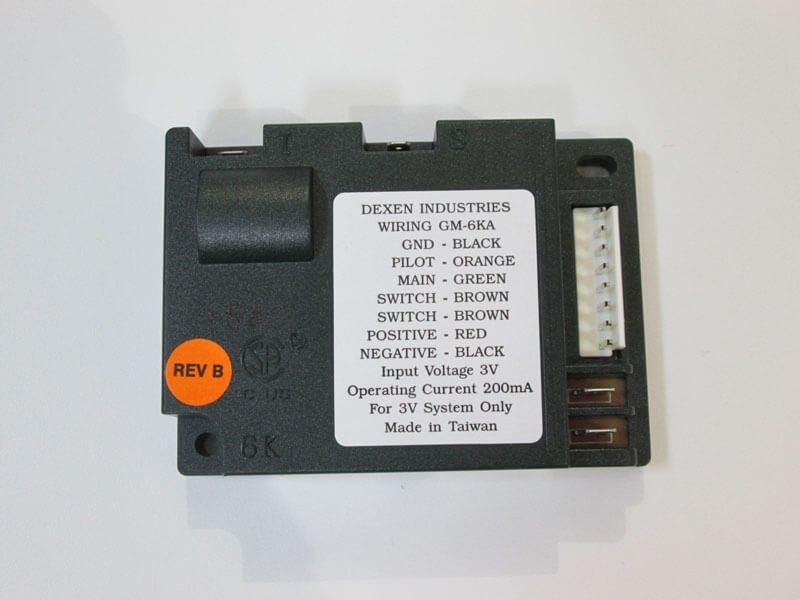 I S
DEXEN INDUSTRIES
WIRING GM-6KA
GND - BLACK
PILOT - ORANGE
MAIN - GREEN
SWITCH - BROWN
SWITCH - BROWN
POSITIVE - RED
NEGATIVE - BLACK
Input Voltage 3V
Operating Current 200mA
For 3V System Only
Made in Taiwan
REV B
C US
6K